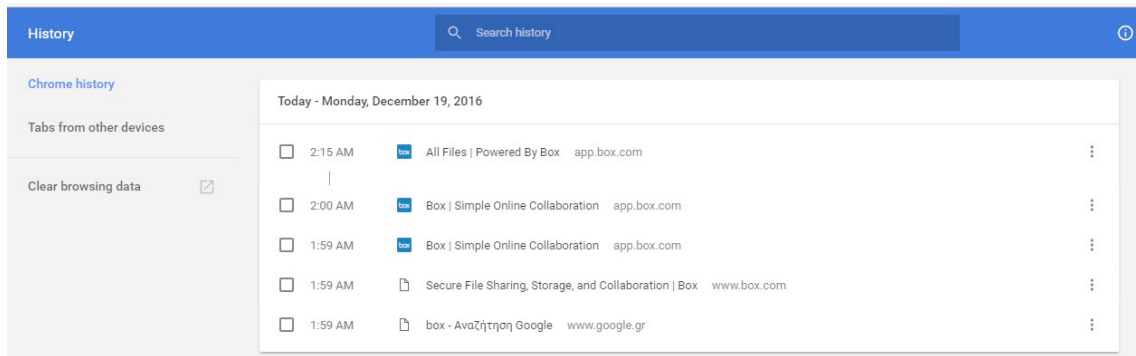 History
Search history
Chrome history
Tabs from other devices
Clear browsing data
Today - Monday, December 19, 2016
2:15 AM box All Files | Powered By Box app.box.com
2:00 AM box Box | Simple Online Collaboration app.box.com
1:59 AM box Box | Simple Online Collaboration app.box.com
1:59 AM Secure File Sharing, Storage, and Collaboration | Box www.box.com
1:59 AM box - Αναζήτηση Google www.google.gr